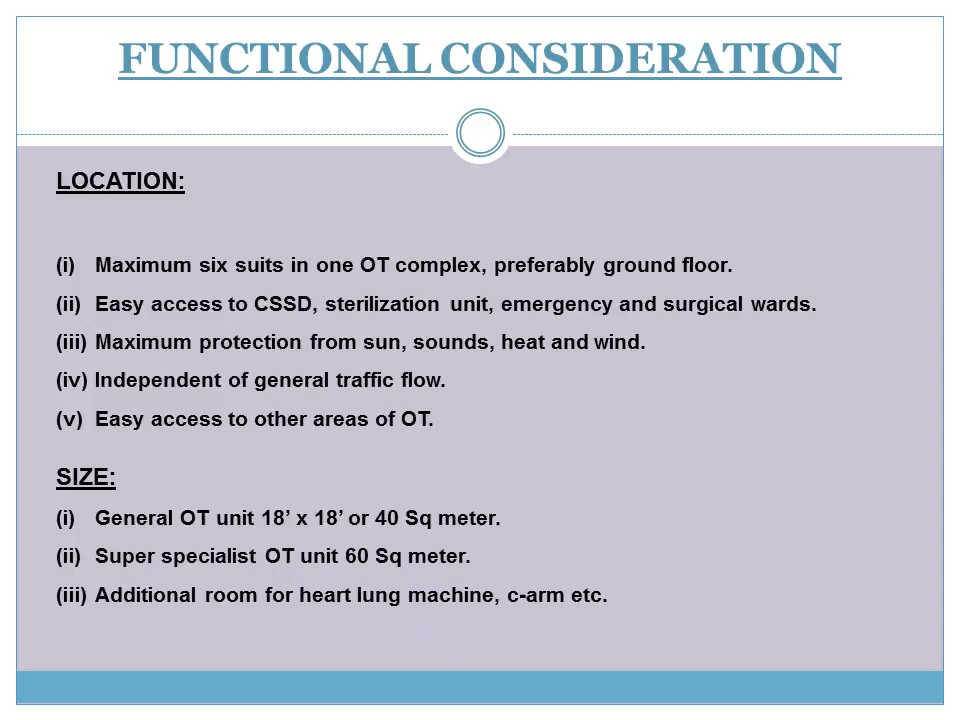 FUNCTIONAL CONSIDERATION
LOCATION:
(i) Maximum six suits in one OT complex, preferably ground floor.
(ii) Easy access to CSSD, sterilization unit, emergency and surgical wards.
(iii) Maximum protection from sun, sounds, heat and wind.
(iv) Independent of general traffic flow.
(v) Easy access to other areas of OT.
SIZE:
(i) General OT unit 18’ x 18’ or 40 Sq meter.
(ii) Super specialist OT unit 60 Sq meter.
(iii) Additional room for heart lung machine, c-arm etc.